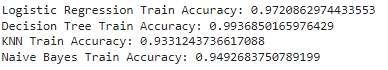 Logistic Regression Train Accuracy: 0.9720862974433553
Decision Tree Train Accuracy: 0.9936850165976429
KNN Train Accuracy: 0.9331243736617088
Naive Bayes Train Accuracy: 0.9492683750789199